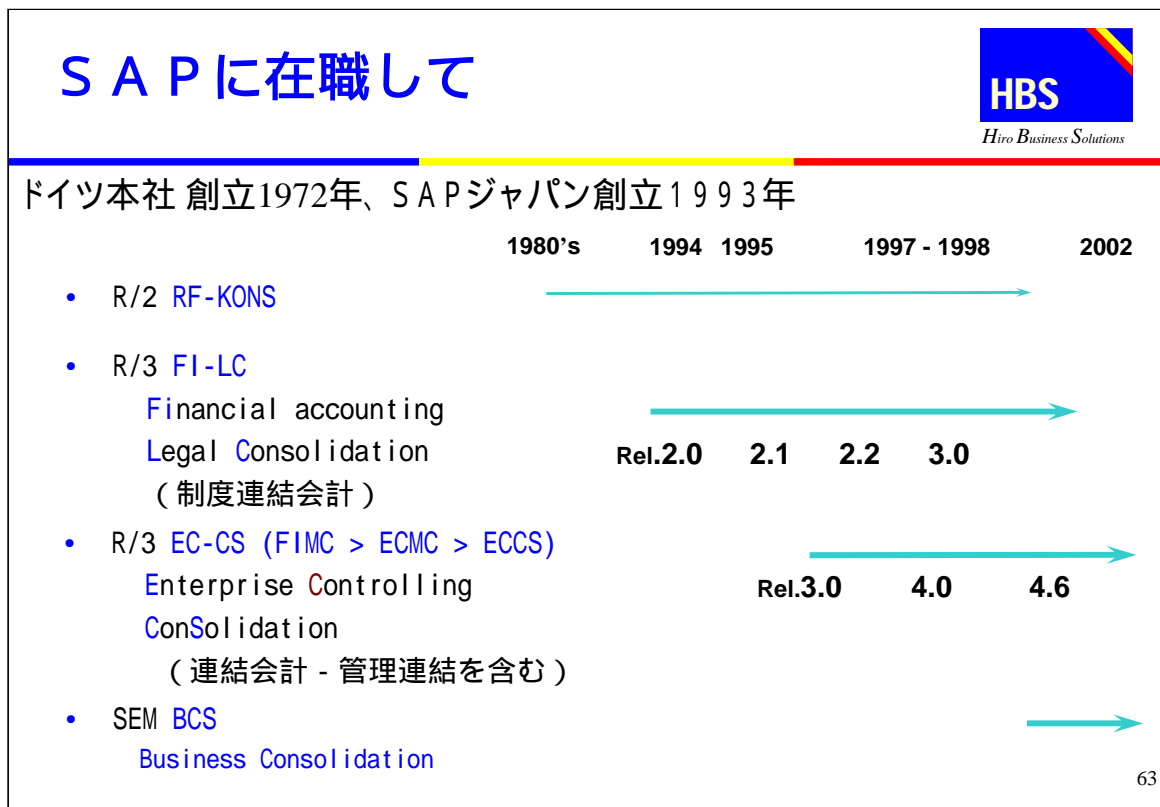 ＳＡＰに在職して
HBS
Hiro Business Solutions
ドイツ本社 創立1972年、ＳＡＰジャパン創立１９９３年
1980's 1994 1995 1997 - 1998 2002
• R/2 RF-KONS
• R/3 FI-LC
Financial accounting
Legal Consolidation
Rel.2.0 2.1 2.2 3.0
（制度連結会計）
• R/3 EC-CS (FIMC > ECMC > ECCS)
Enterprise Controlling
Rel.3.0 4.0 4.6
ConSolidation
（連結会計 - 管理連結を含む）
• SEM BCS
Business Consolidation
63